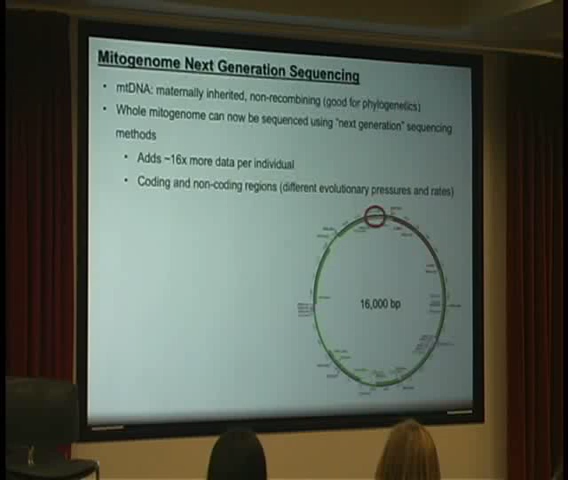 Mitogenome Next Generation Sequencing
• mtDNA: maternally inherited, non-recombining (good for phylogenetics)
• Whole mitogenome can now be sequenced using "next generation" sequencing
methods
• Adds ~16x more data per individual
• Coding and non-coding regions (different evolutionary pressures and rates)
16,000 bp